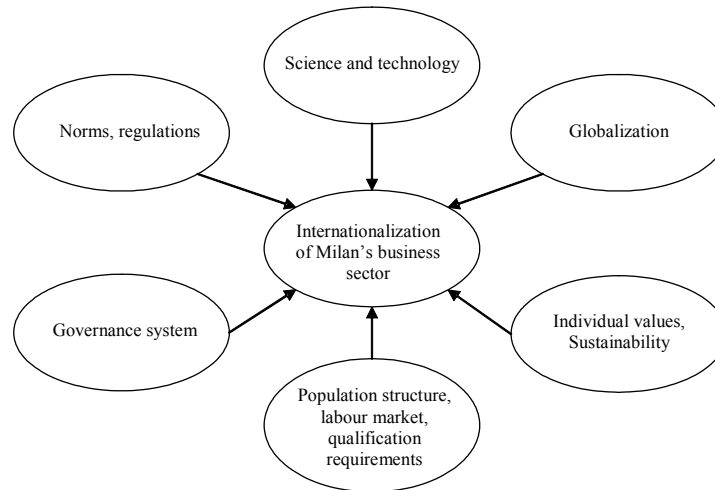 Science and technology
Norms, regulations
Globalization
Internationalization
of Milan’s business
sector
Governance system
Individual values,
Sustainability
Population structure,
labour market,
qualification
requirements